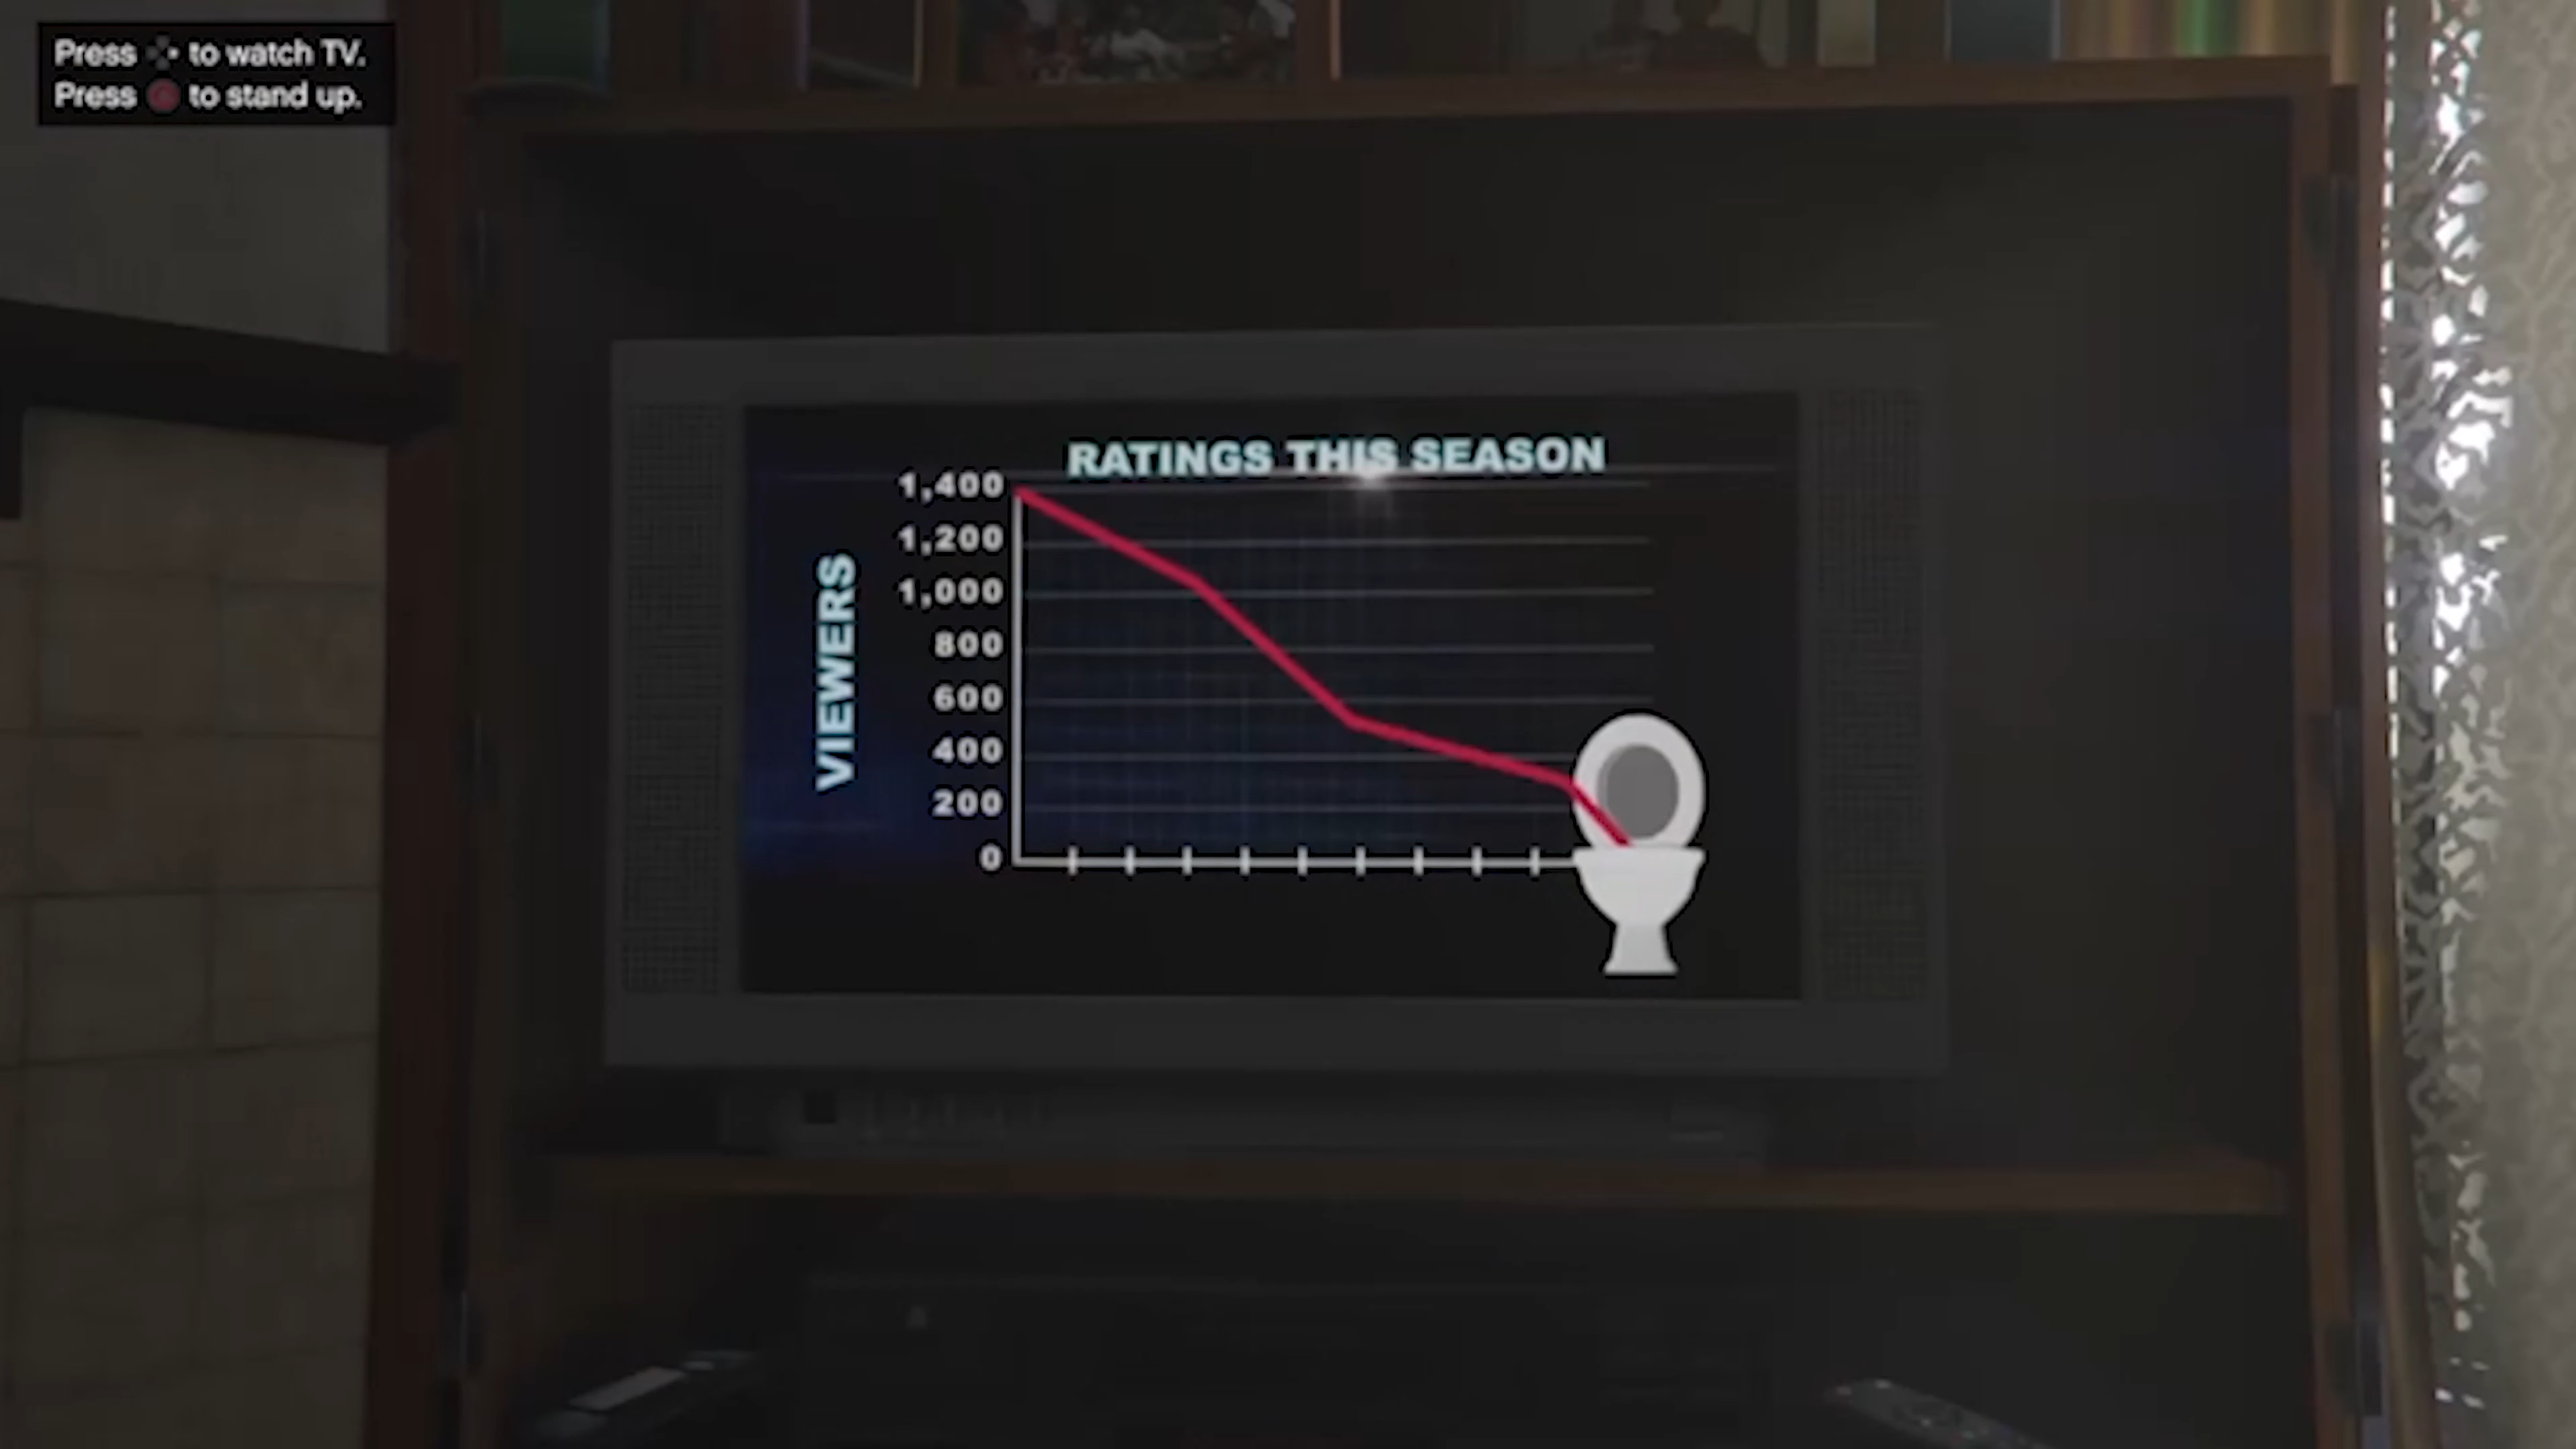 Press to watch TV.
Press to stand up.
RATINGS THIS SEASON
VIEWERS
1,400
1,200
1,000
800
600
400
200
0